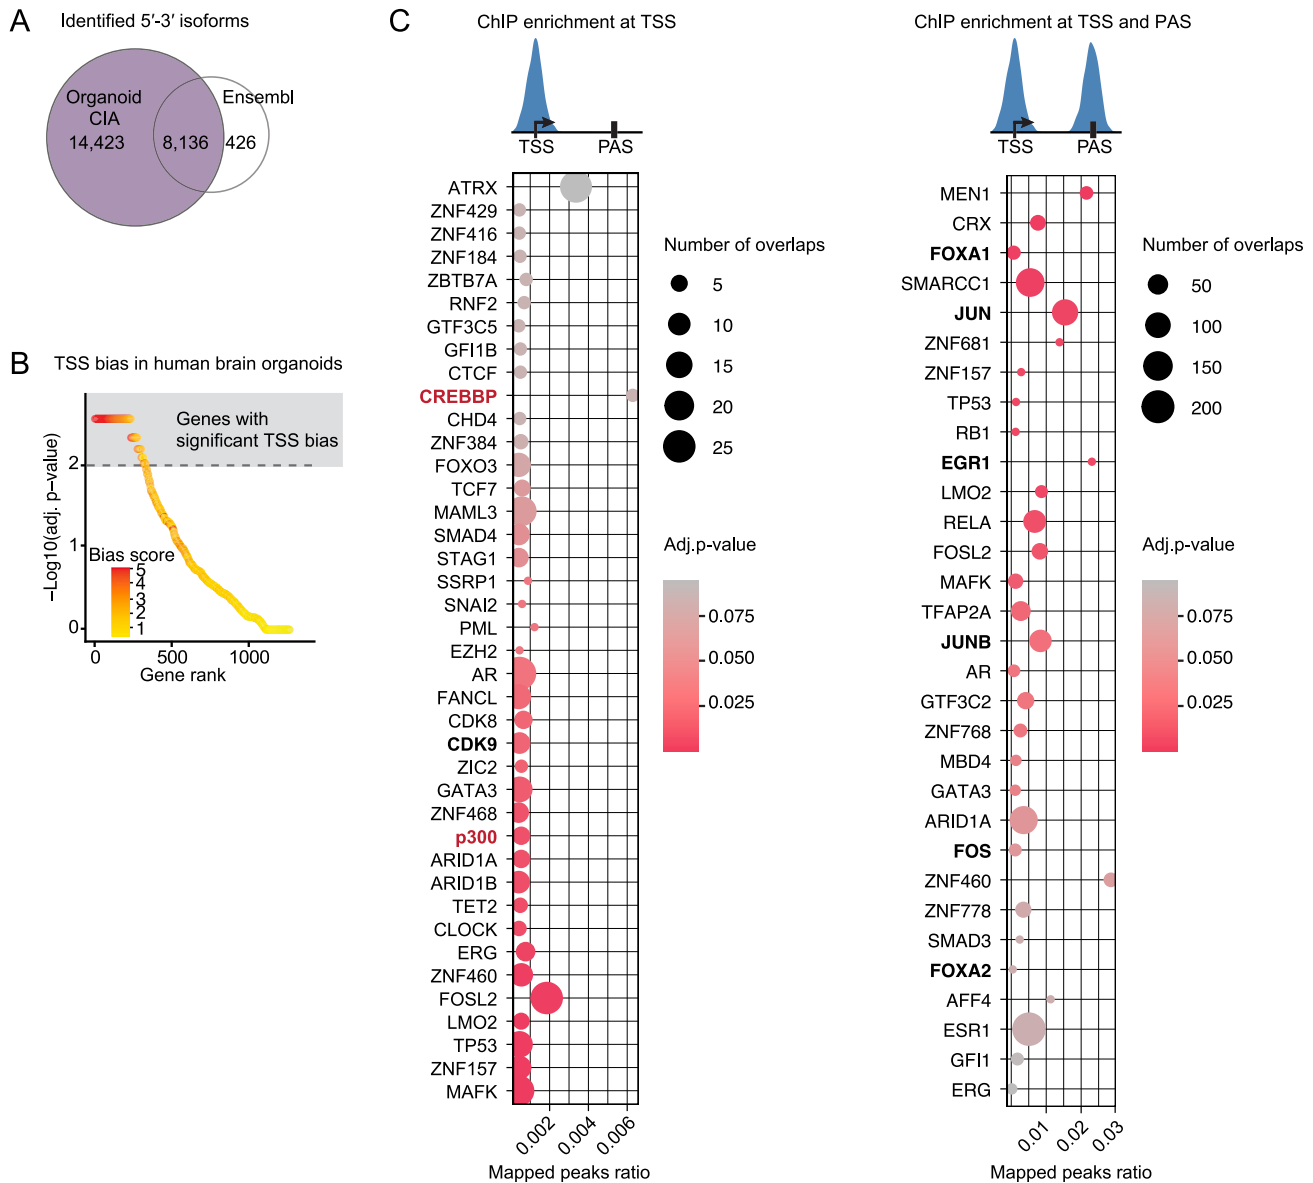 A
Identified 5′-3′ isoforms
Organoid
CIA
14,423
8,136
Ensembl
426
B
TSS bias in human brain organoids
Genes with
significant TSS bias
−Log10(adj. p−value)
2
1
0
Bias score
5
4
3
2
1
0
500
1000
Gene rank
C
ChIP enrichment at TSS
TSS
PAS
ATRX
ZNF429
ZNF416
ZNF184
ZBTB7A
RNF2
GTF3C5
GFI1B
CTCF
CREBBP
CHD4
ZNF384
FOXO3
TCF7
MAML3
SMAD4
STAG1
SSRP1
SNAI2
PML
EZH2
AR
FANCL
CDK8
CDK9
ZIC2
GATA3
ZNF468
p300
ARID1A
ARID1B
TET2
CLOCK
ERG
ZNF460
FOSL2
LMO2
TP53
ZNF157
MAFK
0.002
0.004
0.006
Mapped peaks ratio
Number of overlaps
5
10
15
20
25
Adj.p-value
0.075
0.050
0.025
ChIP enrichment at TSS and PAS
TSS
PAS
MEN1
CRX
FOXA1
SMARCC1
JUN
ZNF681
ZNF157
TP53
RB1
EGR1
LMO2
RELA
FOSL2
MAFK
TFAP2A
JUNB
AR
GTF3C2
ZNF768
MBD4
GATA3
ARID1A
FOS
ZNF460
ZNF778
SMAD3
FOXA2
AFF4
ESR1
GFI1
ERG
0.01
0.02
0.03
Mapped peaks ratio
Number of overlaps
50
100
150
200
Adj.p-value
0.075
0.050
0.025